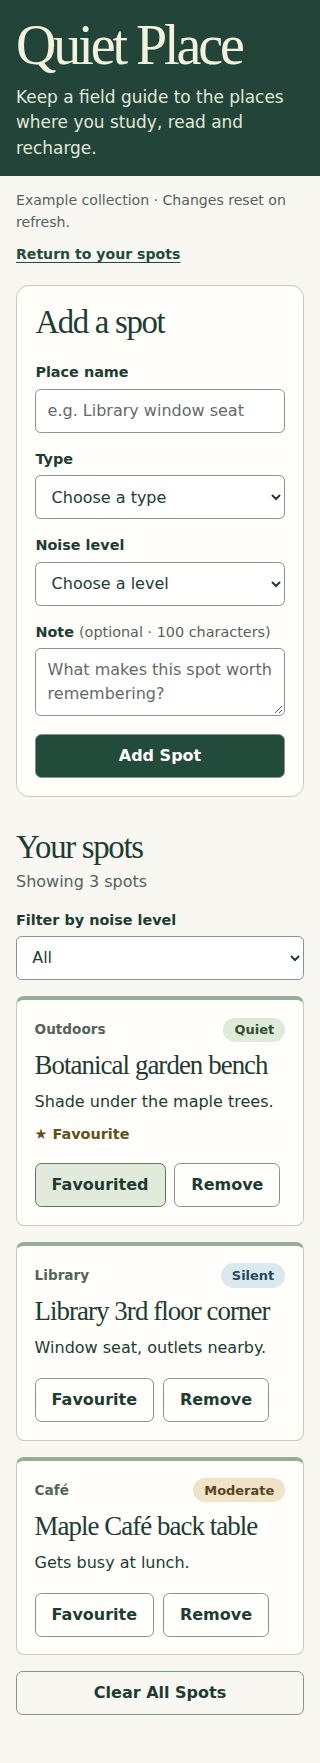 Quiet Place
Keep a field guide to the places
where you study, read and
recharge.
Example collection · Changes reset on
refresh.
Return to your spots
Add a spot
Place name
e.g. Library window seat
Type
Choose a type
Noise level
Choose a level
Note (optional · 100 characters)
What makes this spot worth
remembering?
Add Spot
Your spots
Showing 3 spots
Filter by noise level
All
Outdoors Quiet
Botanical garden bench
Shade under the maple trees.
★ Favourite
Favourited Remove
Library Silent
Library 3rd floor corner
Window seat, outlets nearby.
Favourite Remove
Café Moderate
Maple Café back table
Gets busy at lunch.
Favourite Remove
Clear All Spots